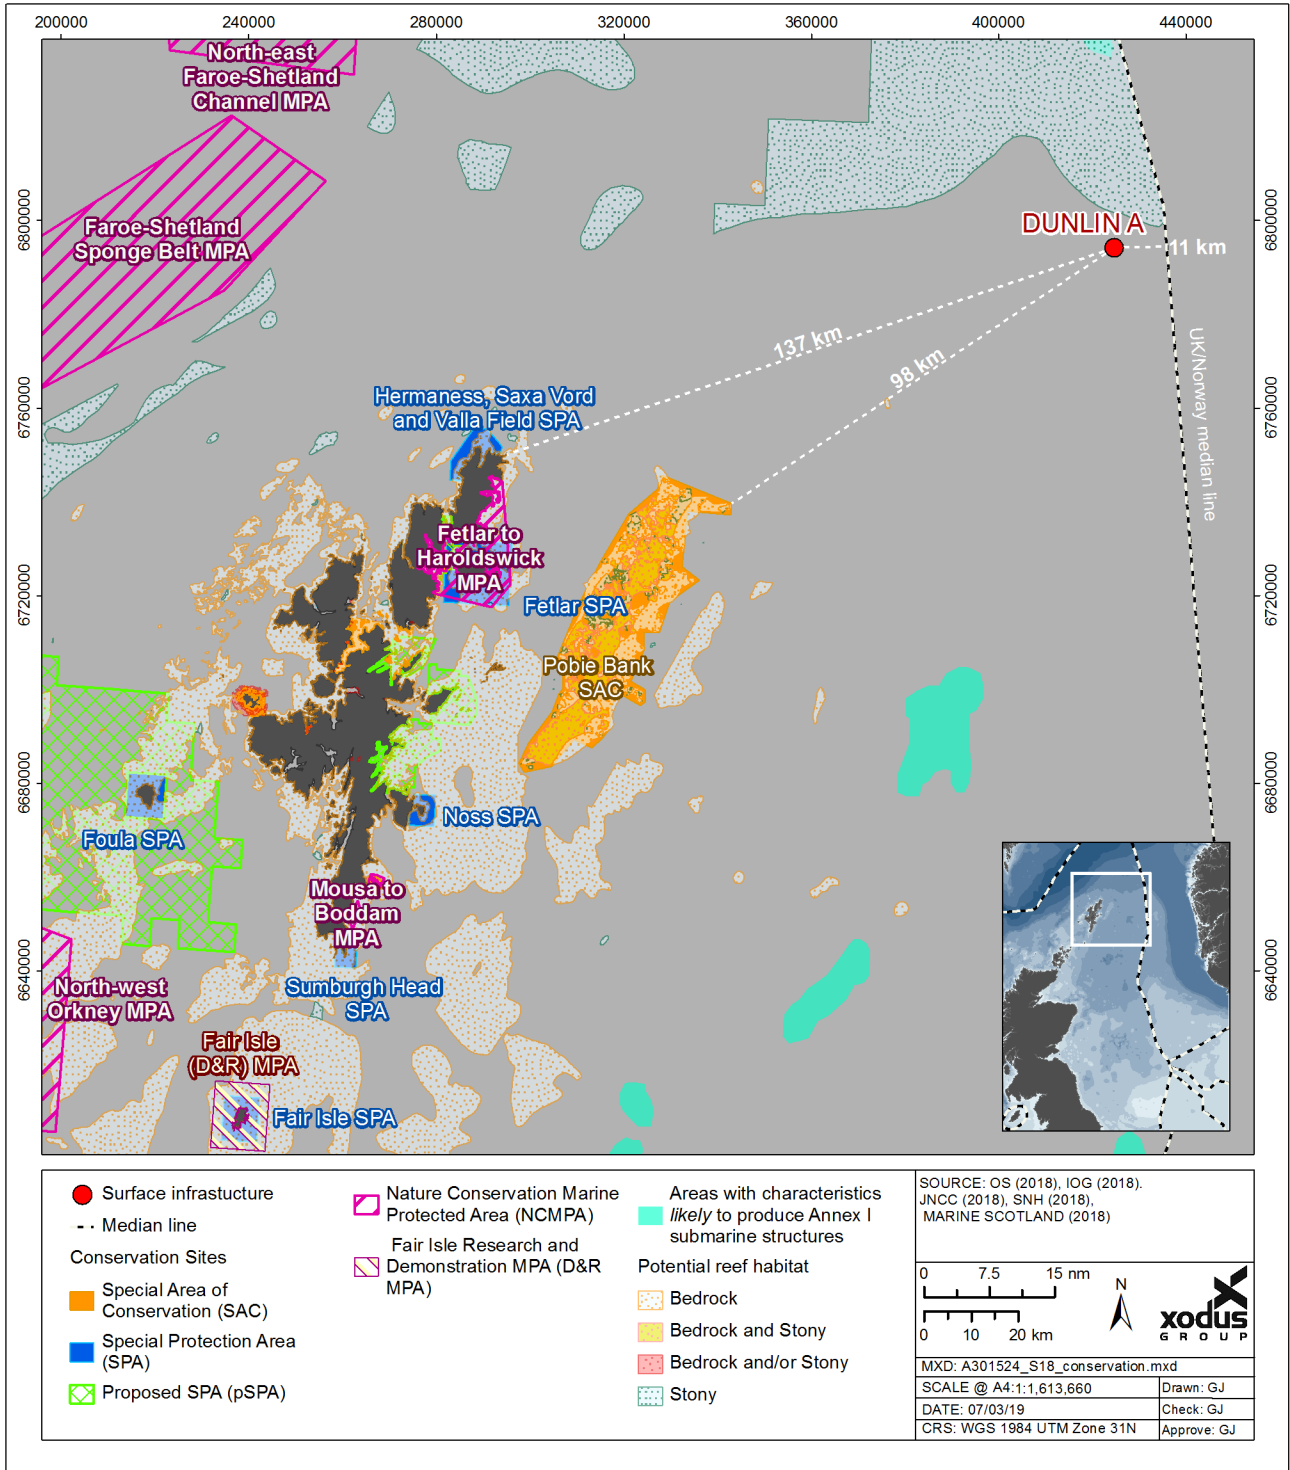 200000 240000 280000 320000 360000 400000 440000
North-east
Faroe-Shetland
Channel MPA
6800000
6800000
Faroe-Shetland
Sponge Belt MPA
DUNLIN A
11 km
137 km
98 km
UK/Norway median line
6760000
6760000
Hermaness, Saxa Vord
and Valla Field SPA
Fetlar to
Haroldswick
MPA
6720000
6720000
Fetlar SPA
Pobie Bank
SAC
6680000
6680000
Noss SPA
Foula SPA
Mousa to
Boddam
MPA
6640000
6640000
North-west
Orkney MPA
Sumburgh Head
SPA
Fair Isle
(D&R) MPA
Fair Isle SPA
Surface infrastucture
Median line
Conservation Sites
Special Area of
Conservation (SAC)
Special Protection Area
(SPA)
Proposed SPA (pSPA)
Nature Conservation Marine
Protected Area (NCMPA)
Fair Isle Research and
Demonstration MPA (D&R
MPA)
Areas with characteristics
likely to produce Annex I
submarine structures
Potential reef habitat
Bedrock
Bedrock and Stony
Bedrock and/or Stony
Stony
SOURCE: OS (2018), IOG (2018).
JNCC (2018), SNH (2018),
MARINE SCOTLAND (2018)
0 7.5 15 nm
0 10 20 km
N
xodus
GROUP
MXD: A301524_S18_conservation.mxd
SCALE @ A4:1:1,613,660
Drawn: GJ
DATE: 07/03/19
Check: GJ
CRS: WGS 1984 UTM Zone 31N
Approve: GJ